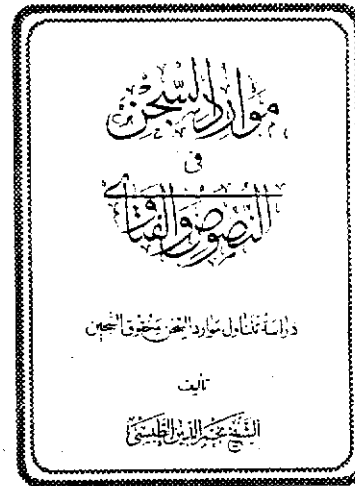 موارد السجن
في
النصوص والفتاوى
دراسة تتناول موارد السجن وحقوق السجين
تأليف
الشيخ نجم الدين الطبسي